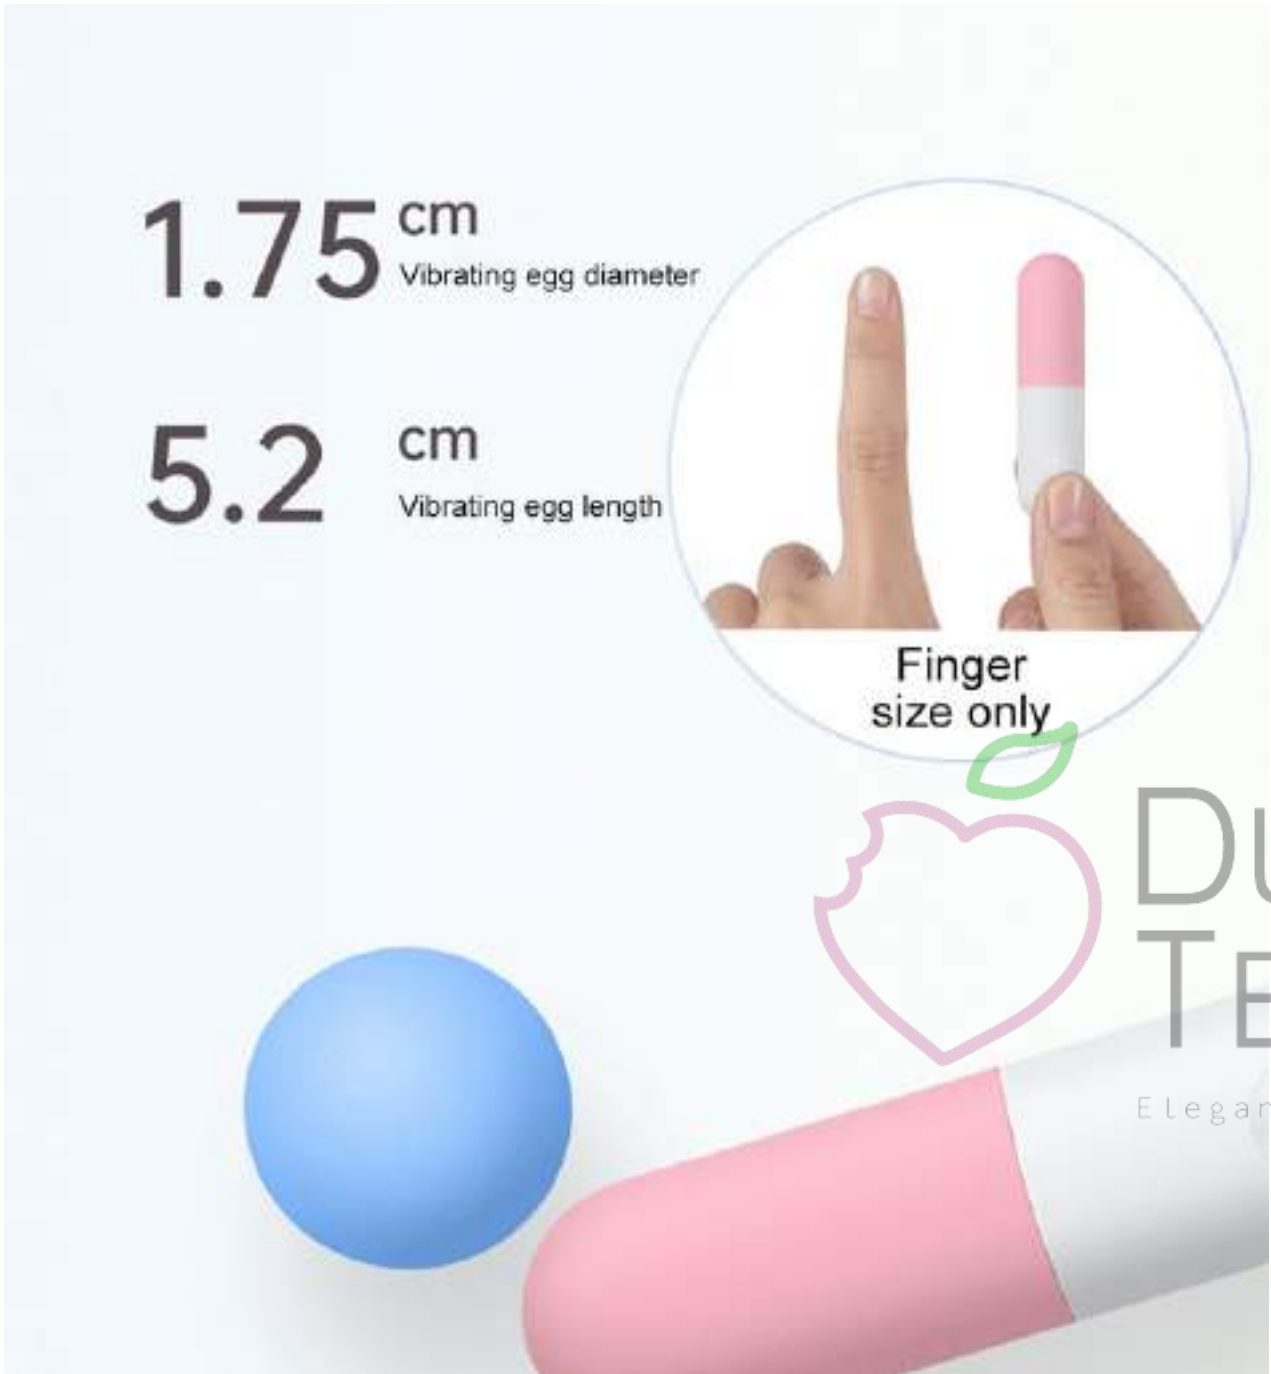 1.75 cm
Vibrating egg diameter
5.2 cm
Vibrating egg length
Finger
size only